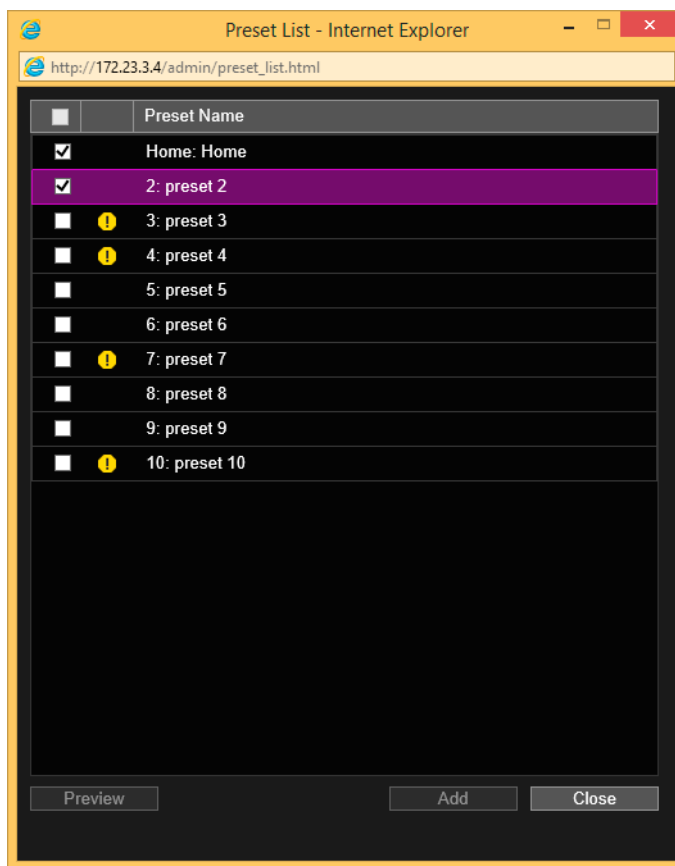 Preset List - Internet Explorer
http://172.23.3.4/admin/preset_list.html
Preset Name
Home: Home
2: preset 2
3: preset 3
4: preset 4
5: preset 5
6: preset 6
7: preset 7
8: preset 8
9: preset 9
10: preset 10
Preview Add Close